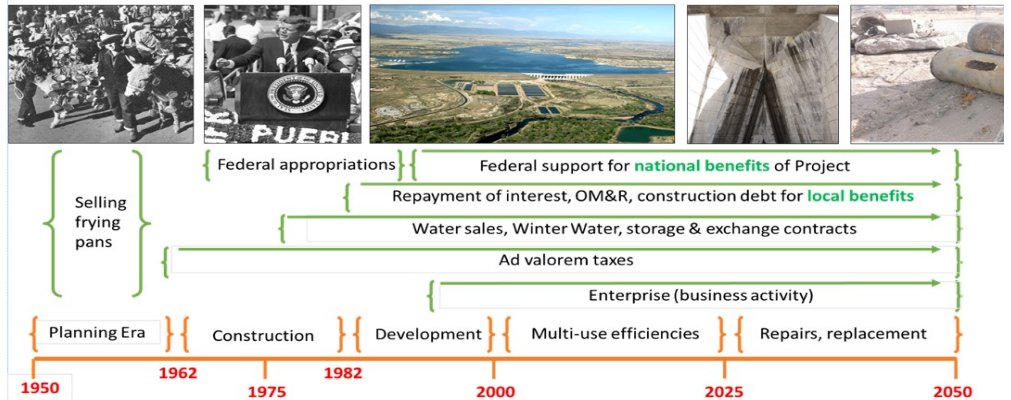 PUEBL
Federal appropriations
Federal support for national benefits of Project
Selling
frying
pans
Repayment of interest, OM&R, construction debt for local benefits
Water sales, Winter Water, storage & exchange contracts
Ad valorem taxes
Enterprise (business activity)
Planning Era
Construction
Development
Multi-use efficiencies
Repairs, replacement
1950
1962
1975
1982
2000
2025
2050